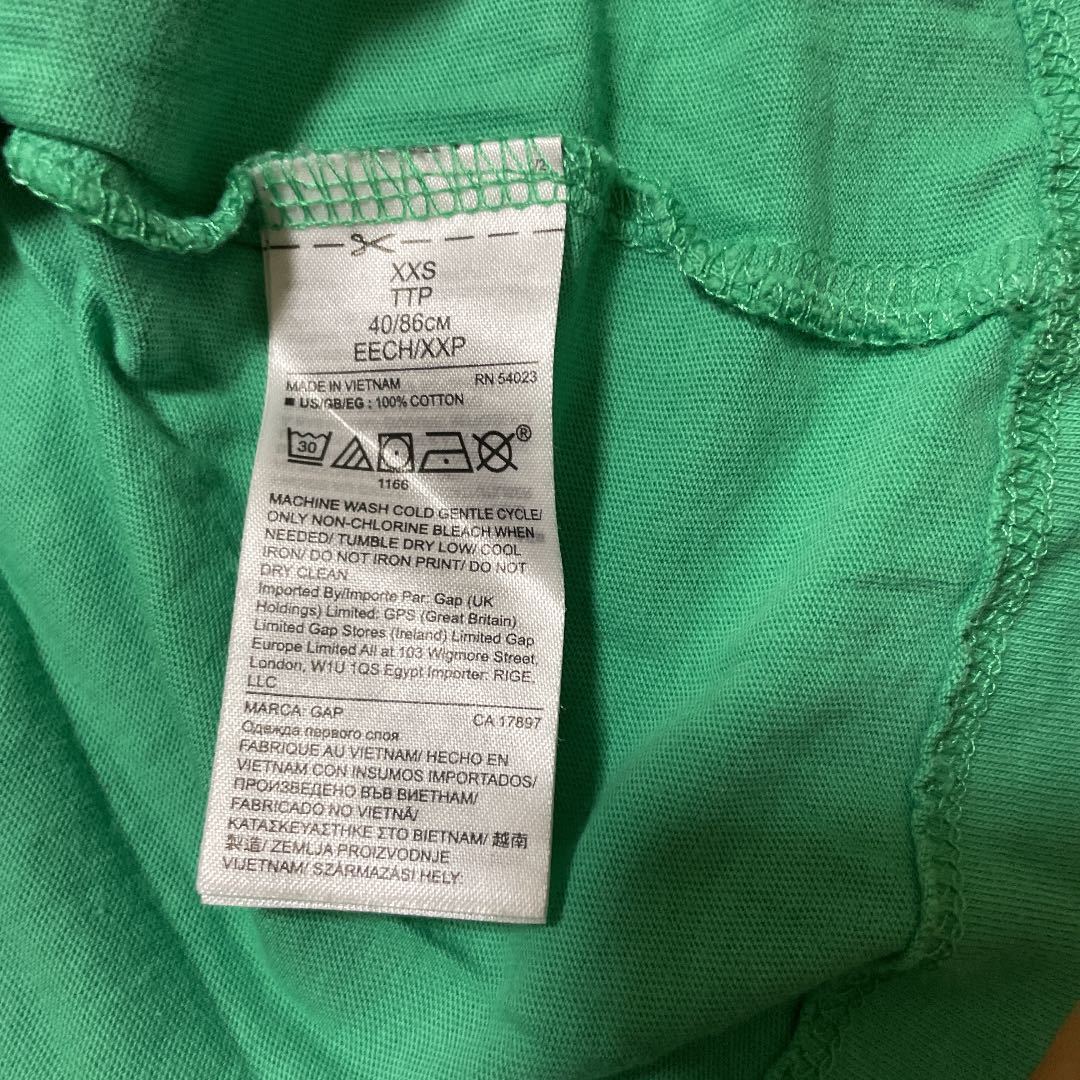 /2
XXS
TTP
40/86CM
EECH/XXP
MADE IN VIETNAM RN 54023
US/GB/EG : 100% COTTON
30 ®
1166
MACHINE WASH COLD GENTLE CYCLE/
ONLY NON-CHLORINE BLEACH WHEN
NEEDED/ TUMBLE DRY LOW/ COOL
IRON/ DO NOT IRON PRINT/ DO NOT
DRY CLEAN
Imported By/Importe Par: Gap (UK
Holdings) Limited: GPS (Great Britain)
Limited Gap Stores (Ireland) Limited Gap
Europe Limited All at 103 Wigmore Street,
London, W1U 1QS Egypt Importer: RIGE,
LLC
MARCA: GAP CA 17897
Одежда первого слоя
FABRIQUE AU VIETNAM/ HECHO EN
VIETNAM CON INSUMOS IMPORTADOS/
ПРОИЗВЕДЕНО ВЪВ ВИЕТНАМ/
FABRICADO NO VIETNÃ/
ΚΑΤΑΣΚΕΥΑΣΤΗΚΕ ΣΤΟ ΒΙΕΤΝΑΜ/ 越南
製造/ ZEMLJA PROIZVODNJE
VIJETNAM/ SZÁRMAZÁSI HELY: